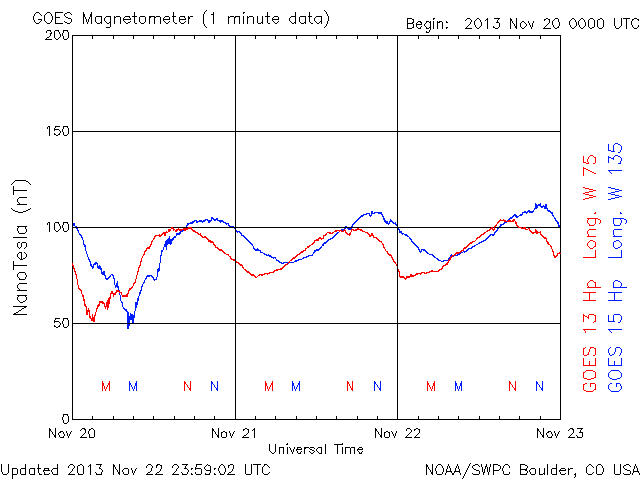 GOES Magnetometer (1 minute data)
Begin: 2013 Nov 20 0000 UTC
200
150
100
50
0
NanoTesla (nT)
M M N N M M N N M M N N
Nov 20 Nov 21 Nov 22 Nov 23
Universal Time
GOES 13 Hp Long. W 75
GOES 15 Hp Long. W 135
Updated 2013 Nov 22 23:59:02 UTC
NOAA/SWPC Boulder, CO USA